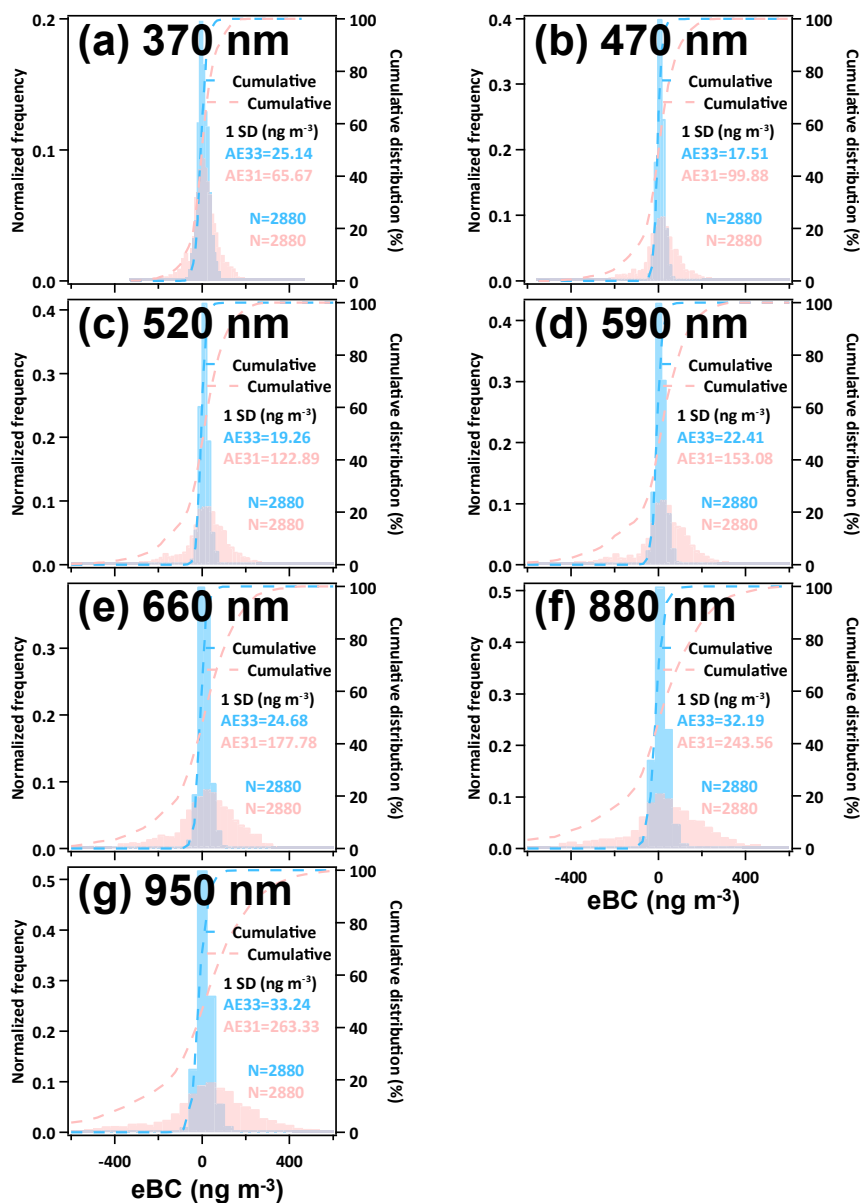 (a) 370 nm
Normalized frequency
0.2
0.1
0.0
Cumulative
Cumulative
1 SD (ng m-3)
AE33=25.14
AE31=65.67
N=2880
N=2880
100
80
60
40
20
0
Cumulative distribution (%)
(b) 470 nm
Normalized frequency
0.4
0.3
0.2
0.1
0.0
Cumulative
Cumulative
1 SD (ng m-3)
AE33=17.51
AE31=99.88
N=2880
N=2880
100
80
60
40
20
0
Cumulative distribution (%)
(c) 520 nm
Normalized frequency
0.4
0.3
0.2
0.1
0.0
Cumulative
Cumulative
1 SD (ng m-3)
AE33=19.26
AE31=122.89
N=2880
N=2880
100
80
60
40
20
0
Cumulative distribution (%)
(d) 590 nm
Normalized frequency
0.4
0.3
0.2
0.1
0.0
Cumulative
Cumulative
1 SD (ng m-3)
AE33=22.41
AE31=153.08
N=2880
N=2880
100
80
60
40
20
0
Cumulative distribution (%)
(e) 660 nm
Normalized frequency
0.3
0.2
0.1
0.0
Cumulative
Cumulative
1 SD (ng m-3)
AE33=24.68
AE31=177.78
N=2880
N=2880
100
80
60
40
20
0
Cumulative distribution (%)
(f) 880 nm
Normalized frequency
0.5
0.4
0.3
0.2
0.1
0.0
Cumulative
Cumulative
1 SD (ng m-3)
AE33=32.19
AE31=243.56
N=2880
N=2880
100
80
60
40
20
0
Cumulative distribution (%)
-400
0
400
eBC (ng m-3)
(g) 950 nm
Normalized frequency
0.5
0.4
0.3
0.2
0.1
0.0
Cumulative
Cumulative
1 SD (ng m-3)
AE33=33.24
AE31=263.33
N=2880
N=2880
100
80
60
40
20
0
Cumulative distribution (%)
-400
0
400
eBC (ng m-3)